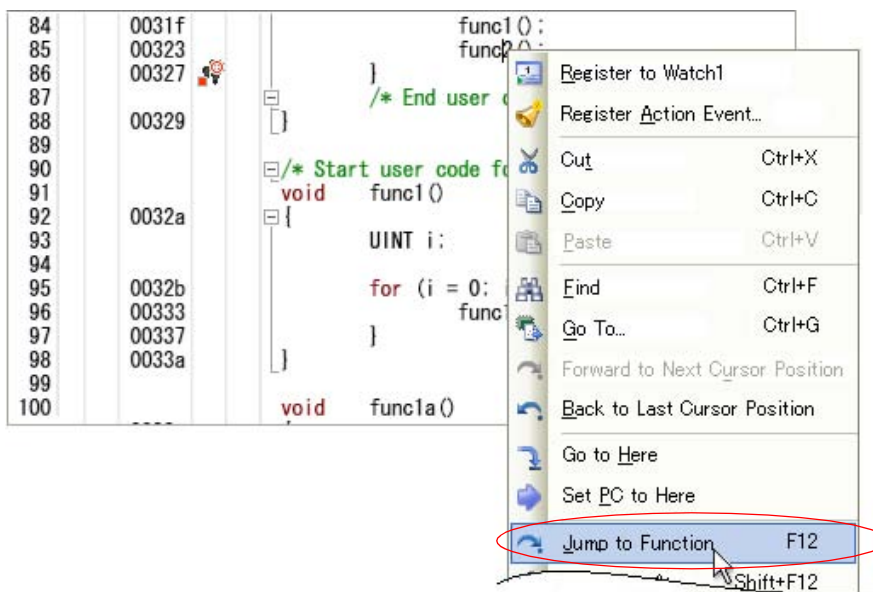 84 0031f func1();
85 00323 func2();
86 00327 }
87 /* End user
88 00329 }
89
90 /* Start user code fo
91 void func1()
92 0032a {
93 UINT i;
94
95 0032b for (i = 0;
96 00333 func1
97 00337 }
98 0033a }
99
100 void func1a()
Register to Watch1
Register Action Event...
Cut Ctrl+X
Copy Ctrl+C
Paste Ctrl+V
Find Ctrl+F
Go To... Ctrl+G
Forward to Next Cursor Position
Back to Last Cursor Position
Go to Here
Set PC to Here
Jump to Function F12
Shift+F12